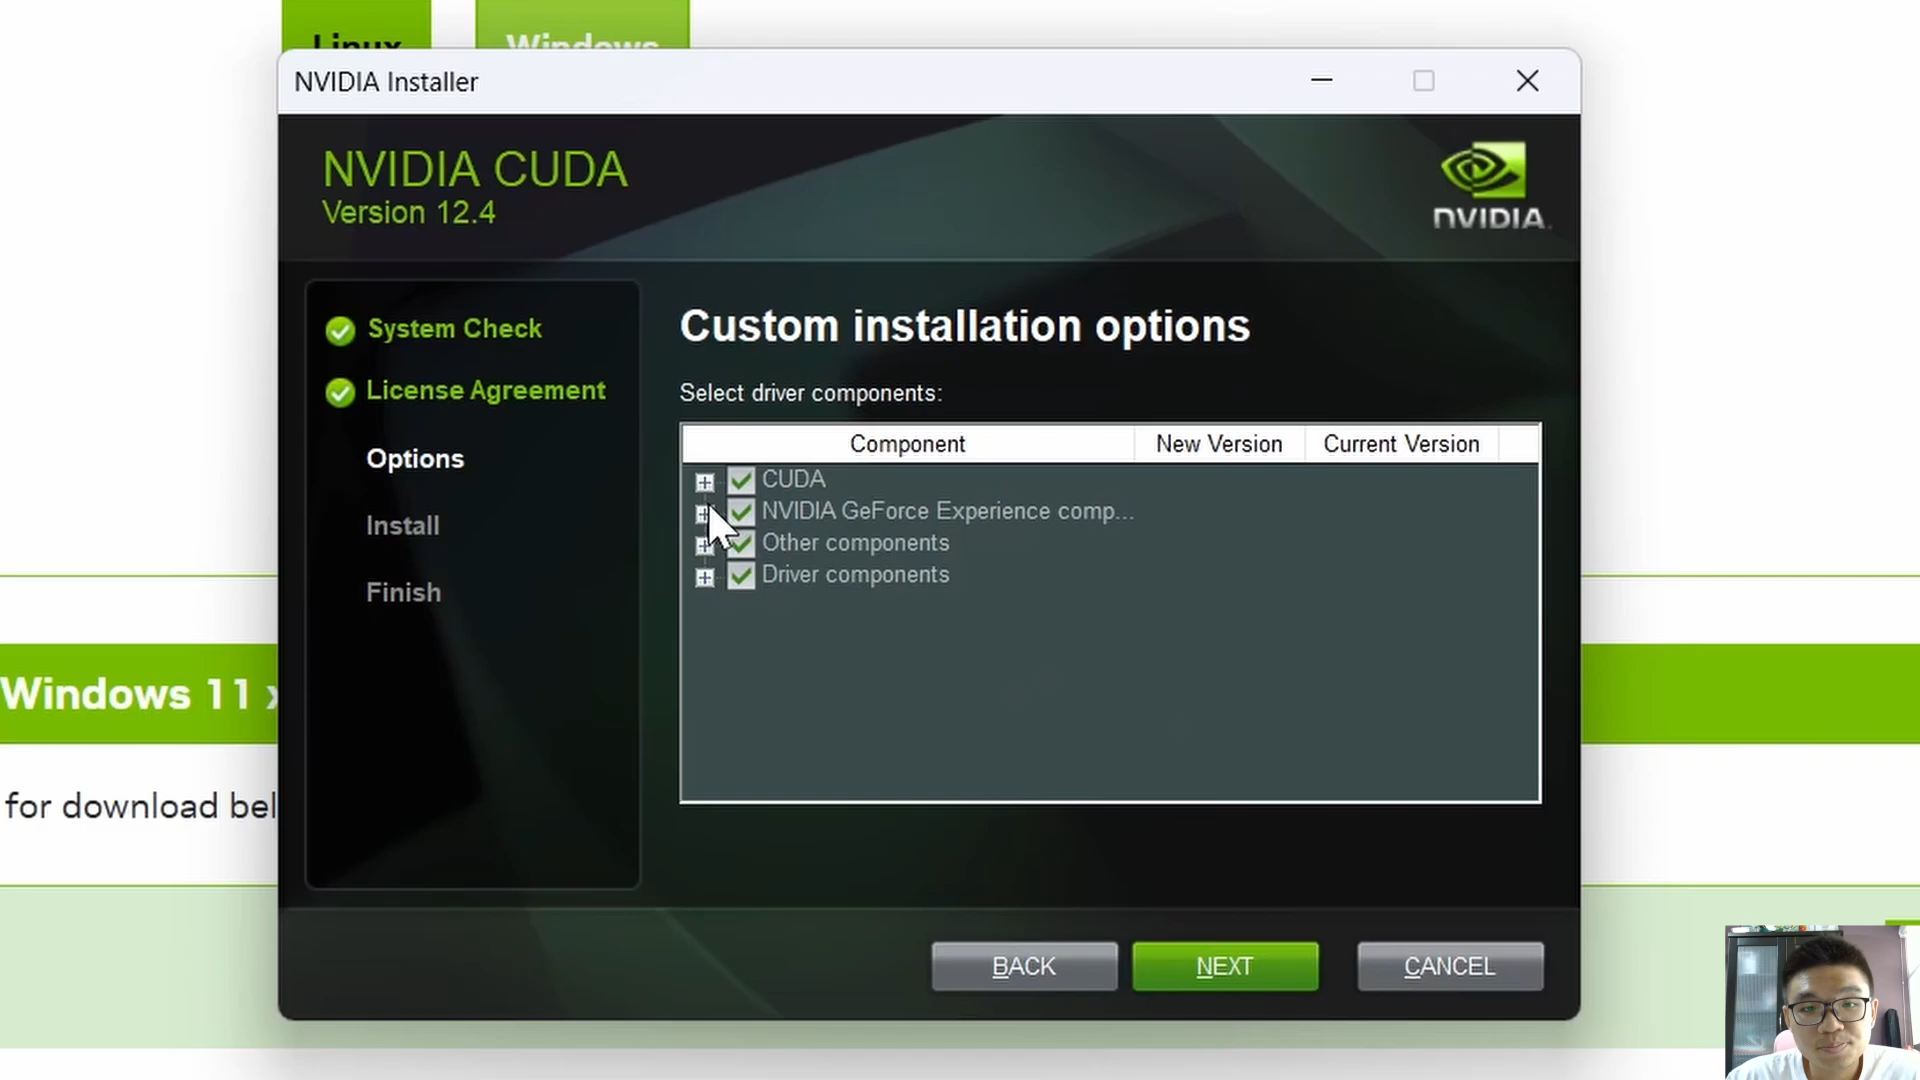 Linux
Windows
NVIDIA Installer
NVIDIA CUDA
Version 12.4
NVIDIA
System Check
License Agreement
Options
Install
Finish
Custom installation options
Select driver components:
Component New Version Current Version
CUDA
NVIDIA GeForce Experience comp...
Other components
Driver components
Windows 11
for download bel
BACK NEXT CANCEL